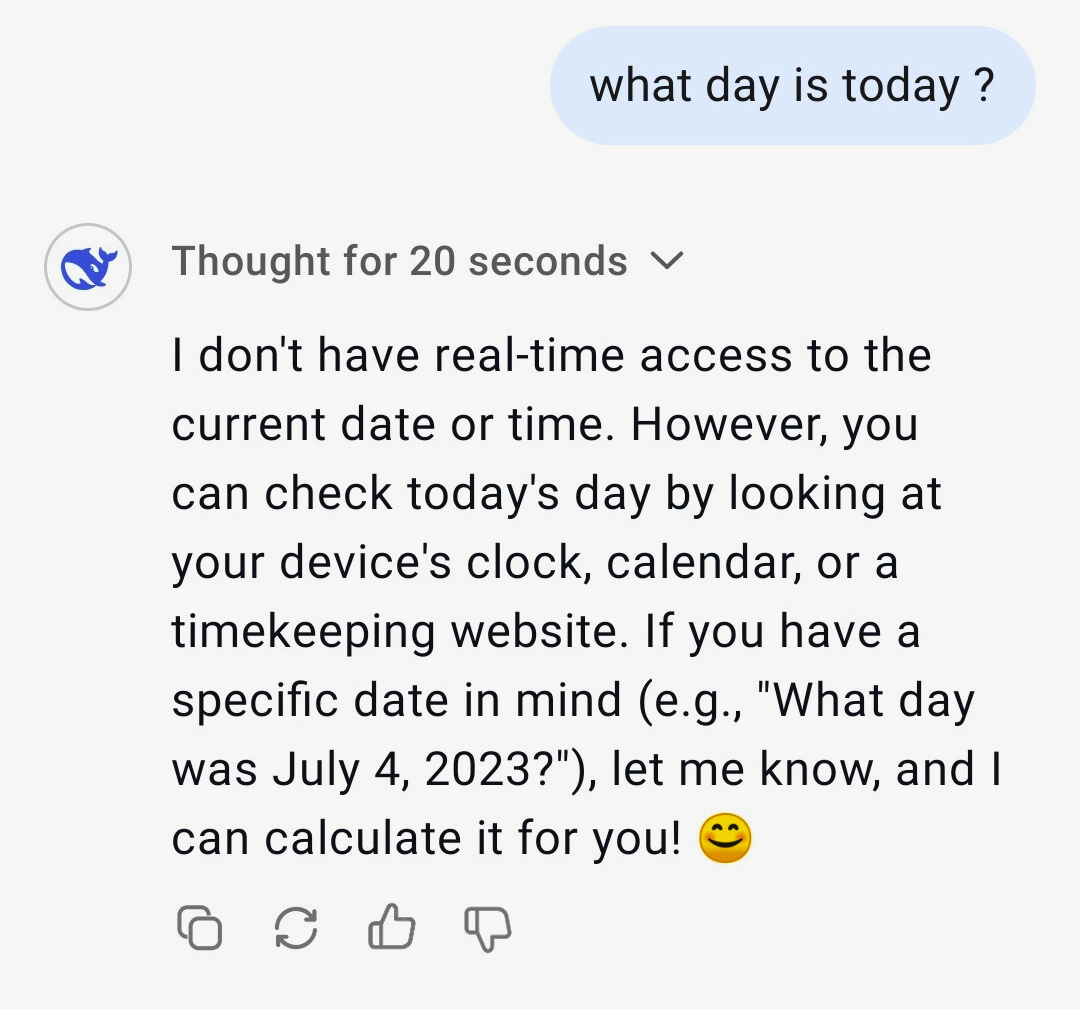 what day is today ?
Thought for 20 seconds
I don't have real-time access to the
current date or time. However, you
can check today's day by looking at
your device's clock, calendar, or a
timekeeping website. If you have a
specific date in mind (e.g., "What day
was July 4, 2023?"), let me know, and I
can calculate it for you! 😊